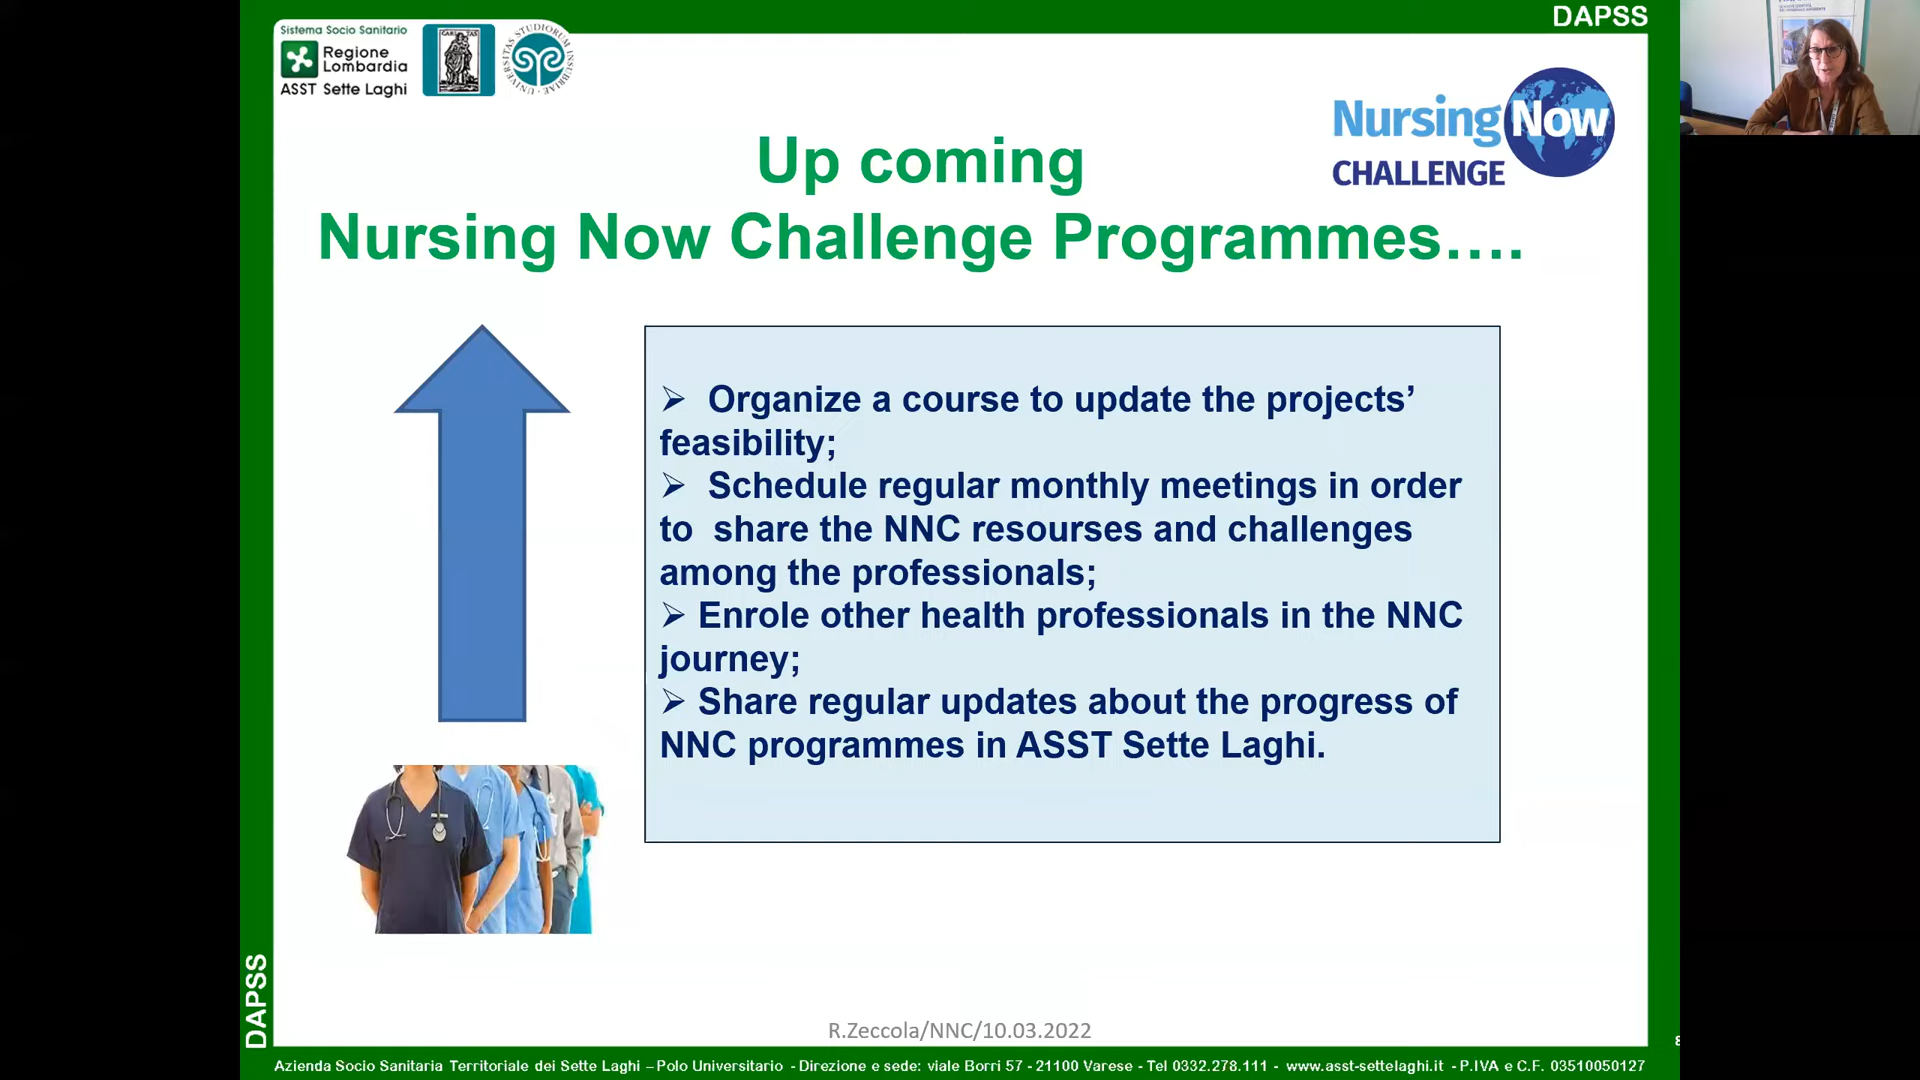 DAPSS
Sistema Socio Sanitario
Regione
Lombardia
ASST Sette Laghi
CARITAS
UNIVERSITAS STUDIORUM INSUBRIAE
Nursing Now
CHALLENGE
Up coming
Nursing Now Challenge Programmes….
➢ Organize a course to update the projects’
feasibility;
➢ Schedule regular monthly meetings in order
to share the NNC resourses and challenges
among the professionals;
➢ Enrole other health professionals in the NNC
journey;
➢ Share regular updates about the progress of
NNC programmes in ASST Sette Laghi.
DAPSS
R.Zeccola/NNC/10.03.2022
Azienda Socio Sanitaria Territoriale dei Sette Laghi – Polo Universitario - Direzione e sede: viale Borri 57 - 21100 Varese - Tel 0332.278.111 - www.asst-settelaghi.it - P.IVA e C.F. 03510050127